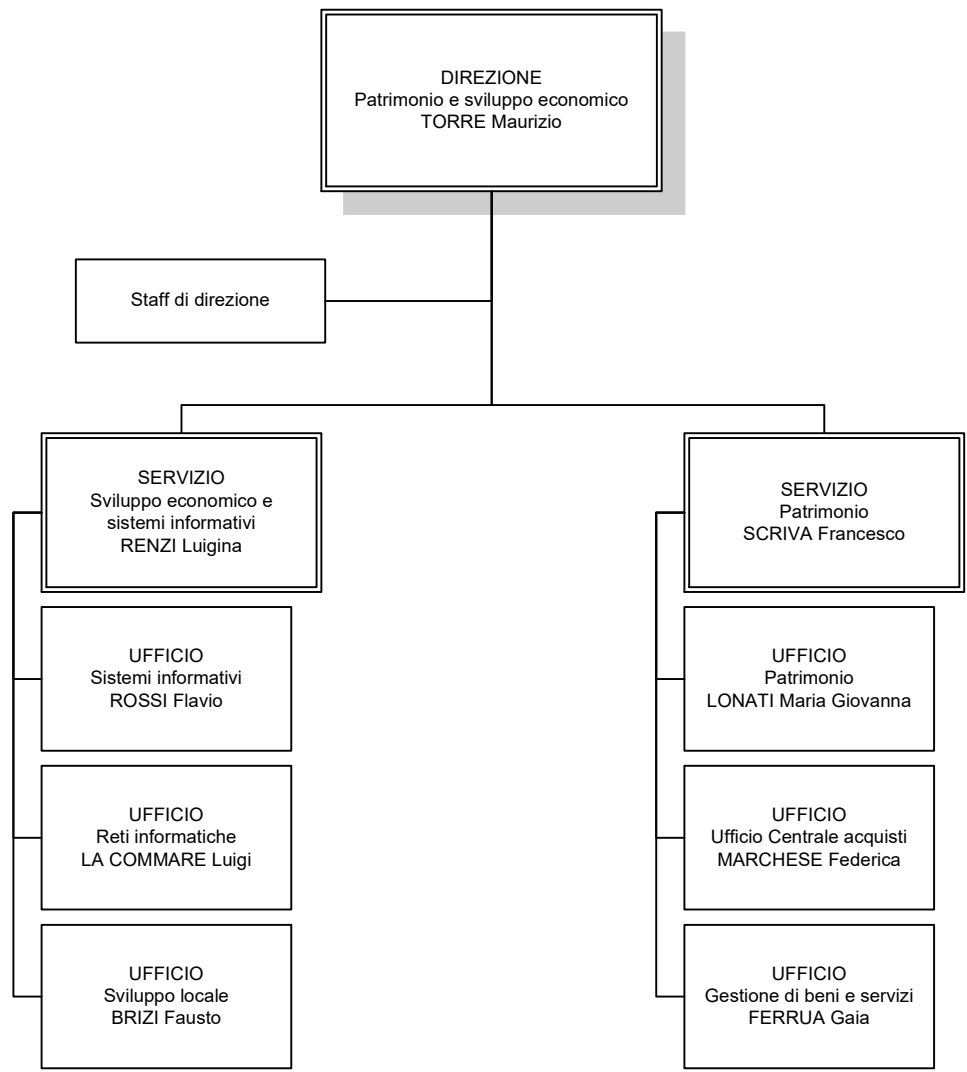 DIREZIONE
Patrimonio e sviluppo economico
TORRE Maurizio
Staff di direzione
SERVIZIO
Sviluppo economico e
sistemi informativi
RENZI Luigina
UFFICIO
Sistemi informativi
ROSSI Flavio
UFFICIO
Reti informatiche
LA COMMARE Luigi
UFFICIO
Sviluppo locale
BRIZI Fausto
SERVIZIO
Patrimonio
SCRIVA Francesco
UFFICIO
Patrimonio
LONATI Maria Giovanna
UFFICIO
Ufficio Centrale acquisti
MARCHESE Federica
UFFICIO
Gestione di beni e servizi
FERRUA Gaia